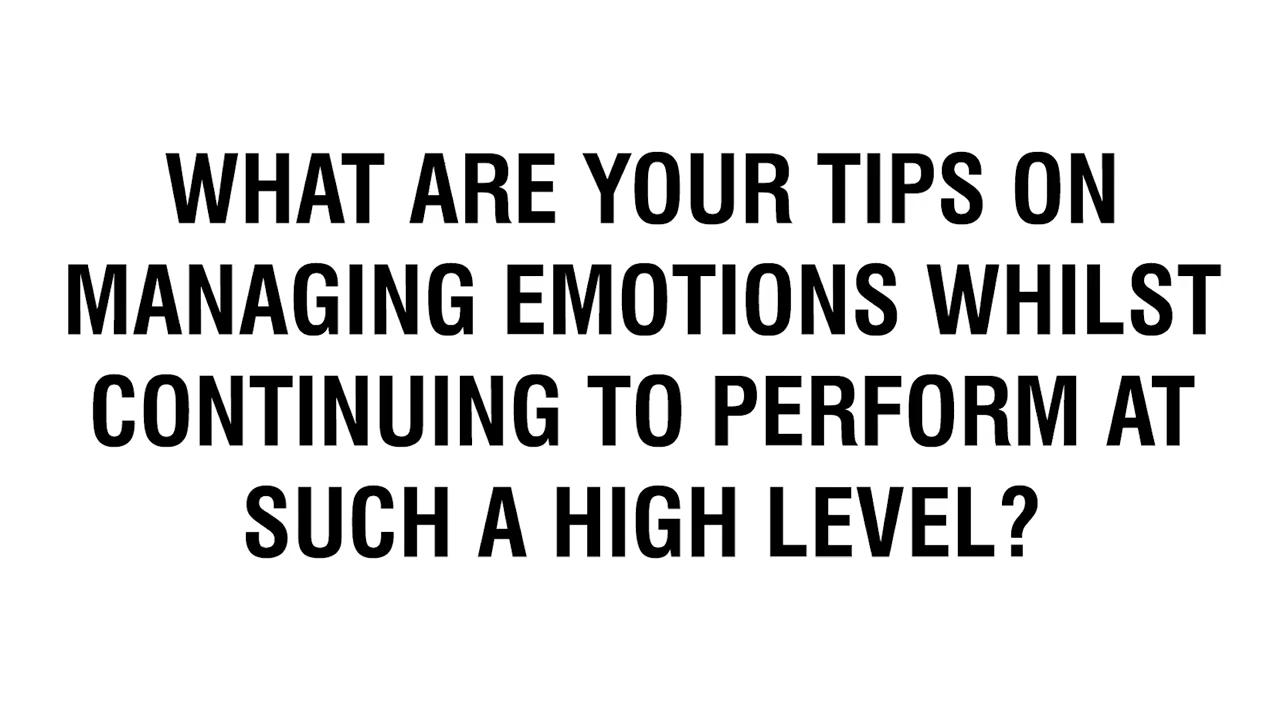 WHAT ARE YOUR TIPS ON
MANAGING EMOTIONS WHILST
CONTINUING TO PERFORM AT
SUCH A HIGH LEVEL?